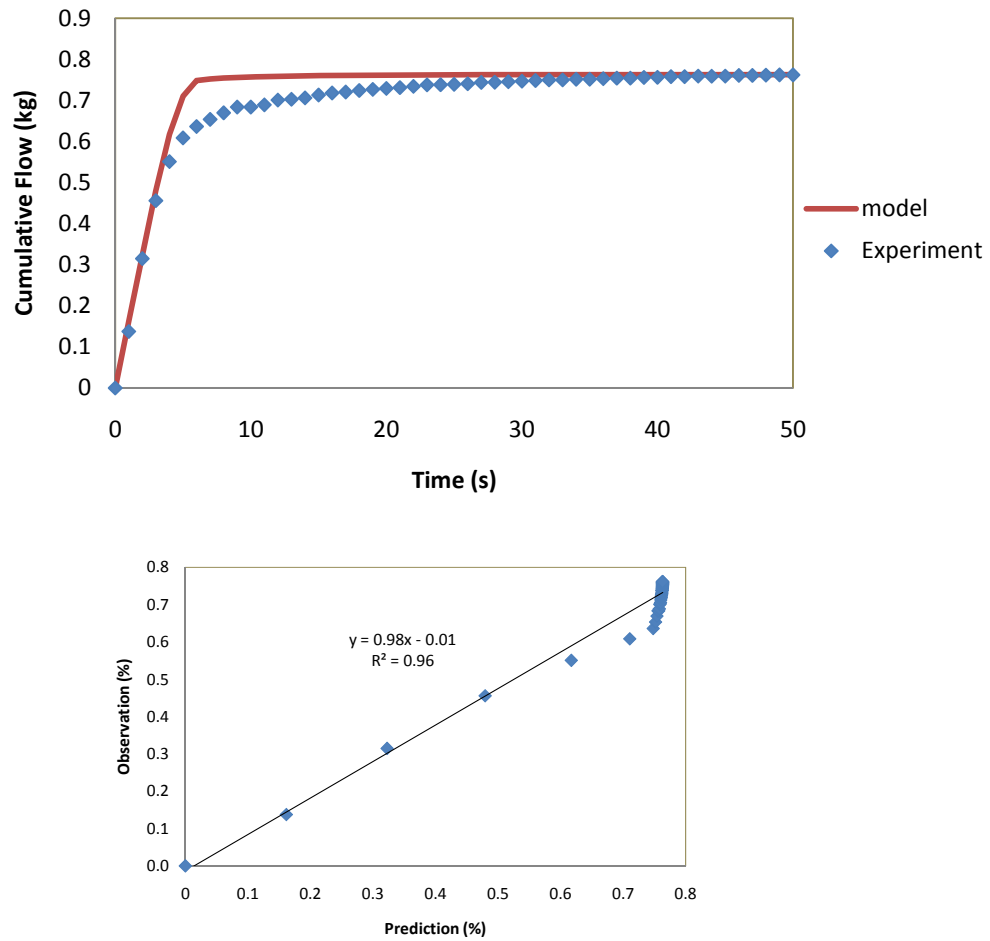 0.9
0.8
0.7
0.6
0.5
0.4
0.3
0.2
0.1
0
Cumulative Flow (kg)
0 10 20 30 40 50
Time (s)
model
Experiment
0.8
0.7
0.6
0.5
0.4
0.3
0.2
0.1
0.0
Observation (%)
y = 0.98x - 0.01
R² = 0.96
0 0.1 0.2 0.3 0.4 0.5 0.6 0.7 0.8
Prediction (%)